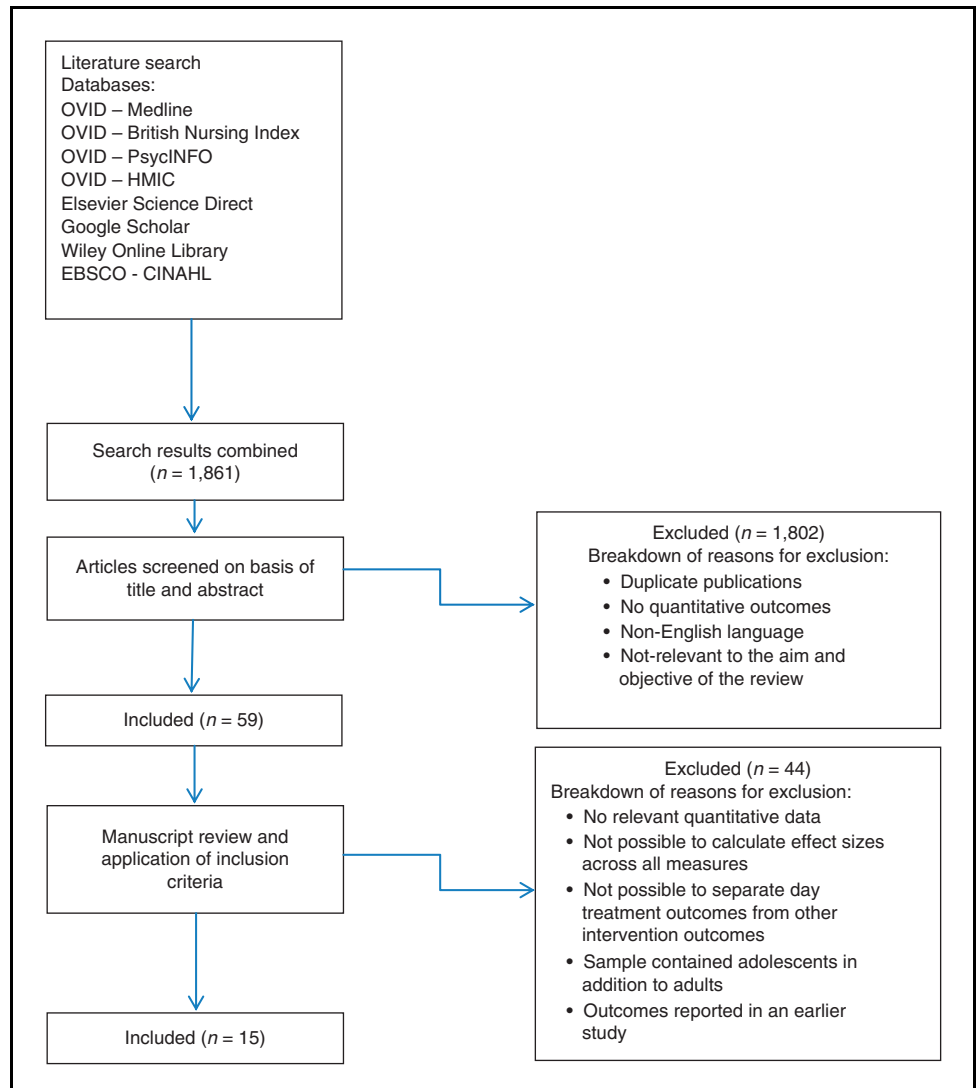 Literature search
Databases:
OVID – Medline
OVID – British Nursing Index
OVID – PsycINFO
OVID – HMIC
Elsevier Science Direct
Google Scholar
Wiley Online Library
EBSCO - CINAHL
Search results combined
(n = 1,861)
Articles screened on basis of
title and abstract
Excluded (n = 1,802)
Breakdown of reasons for exclusion:
• Duplicate publications
• No quantitative outcomes
• Non-English language
• Not-relevant to the aim and
objective of the review
Included (n = 59)
Manuscript review and
application of inclusion
criteria
Excluded (n = 44)
Breakdown of reasons for exclusion:
• No relevant quantitative data
• Not possible to calculate effect sizes
across all measures
• Not possible to separate day
treatment outcomes from other
intervention outcomes
• Sample contained adolescents in
addition to adults
• Outcomes reported in an earlier
study
Included (n = 15)